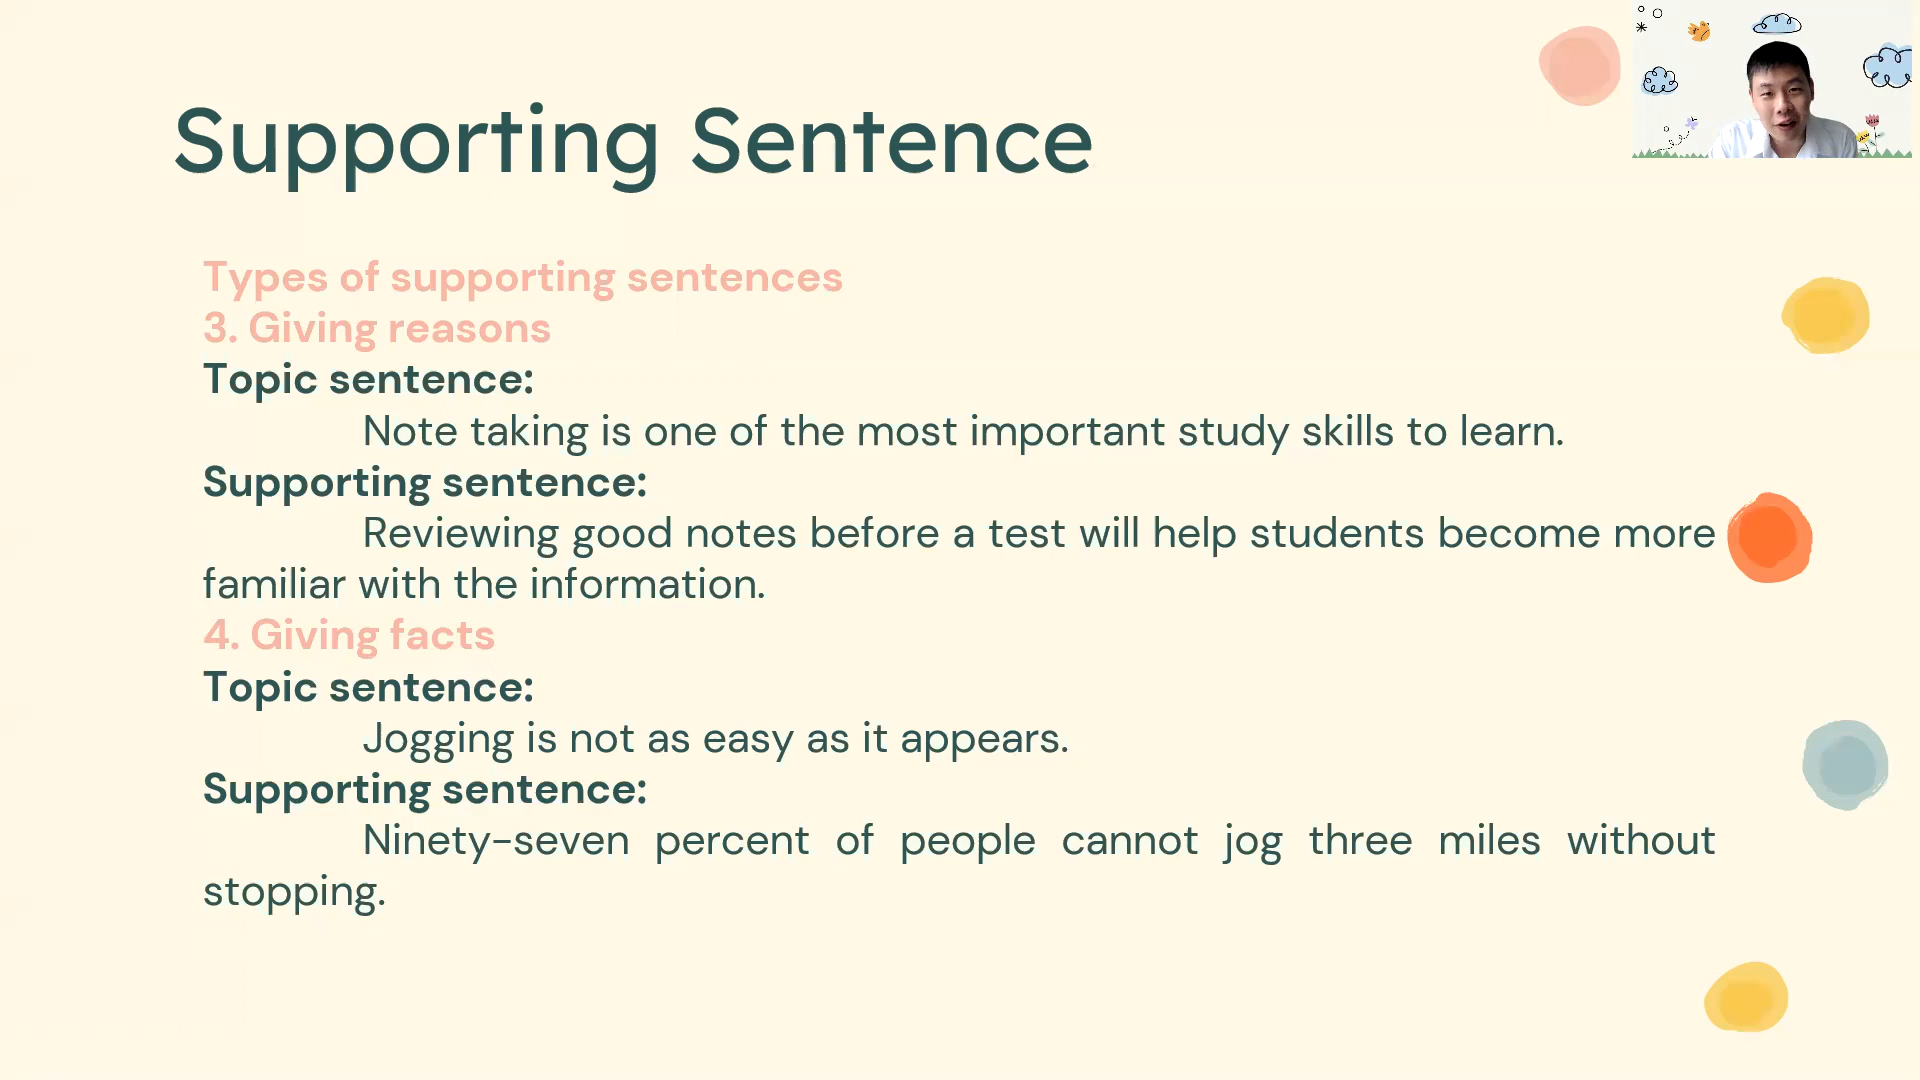 Supporting Sentence
Types of supporting sentences
3. Giving reasons
Topic sentence:
Note taking is one of the most important study skills to learn.
Supporting sentence:
Reviewing good notes before a test will help students become more
familiar with the information.
4. Giving facts
Topic sentence:
Jogging is not as easy as it appears.
Supporting sentence:
Ninety-seven percent of people cannot jog three miles without
stopping.